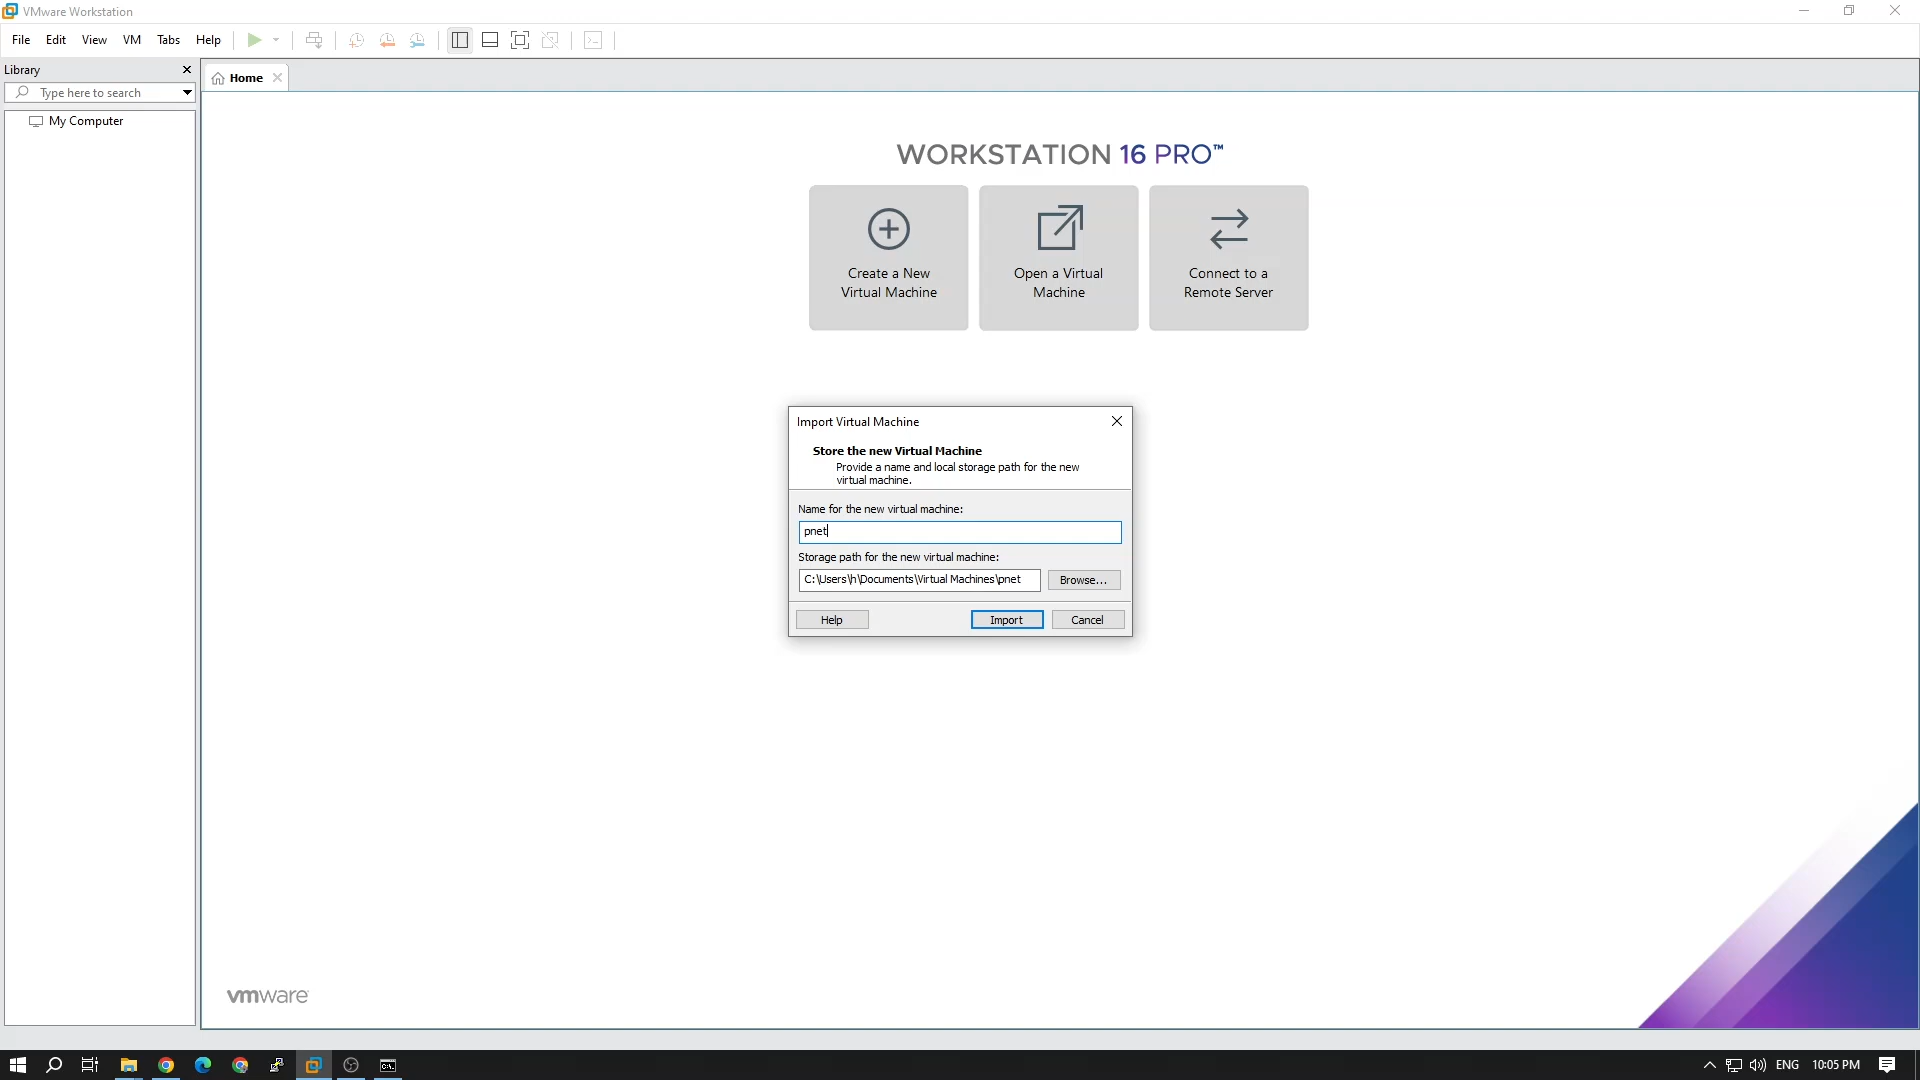 VMware Workstation
File Edit View VM Tabs Help
Library
Type here to search
My Computer
Home
WORKSTATION 16 PRO™
Create a New
Virtual Machine
Open a Virtual
Machine
Connect to a
Remote Server
Import Virtual Machine
Store the new Virtual Machine
Provide a name and local storage path for the new
virtual machine.
Name for the new virtual machine:
pnet
Storage path for the new virtual machine:
C:\Users\h\Documents\Virtual Machines\pnet
Browse...
Help Import Cancel
vmware
ENG 10:05 PM